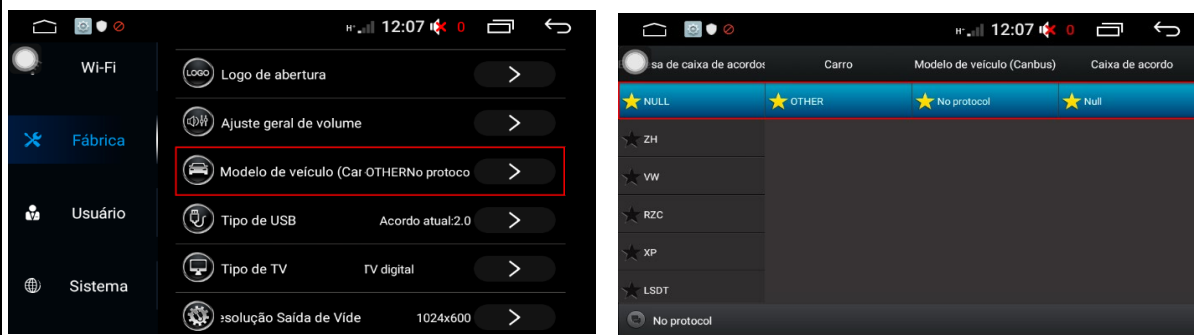 H+ 12:07 0
Wi-Fi
Fábrica
Usuário
Sistema
LOGO Logo de abertura
Ajuste geral de volume
Modelo de veículo (Car OTHERNo protoco
Tipo de USB Acordo atual:2.0
Tipo de TV TV digital
esolução Saída de Víde 1024x600
H+ 12:07 0
sa de caixa de acordos Carro Modelo de veículo (Canbus) Caixa de acordo
NULL OTHER No protocol Null
ZH
VW
RZC
XP
LSDT
No protocol